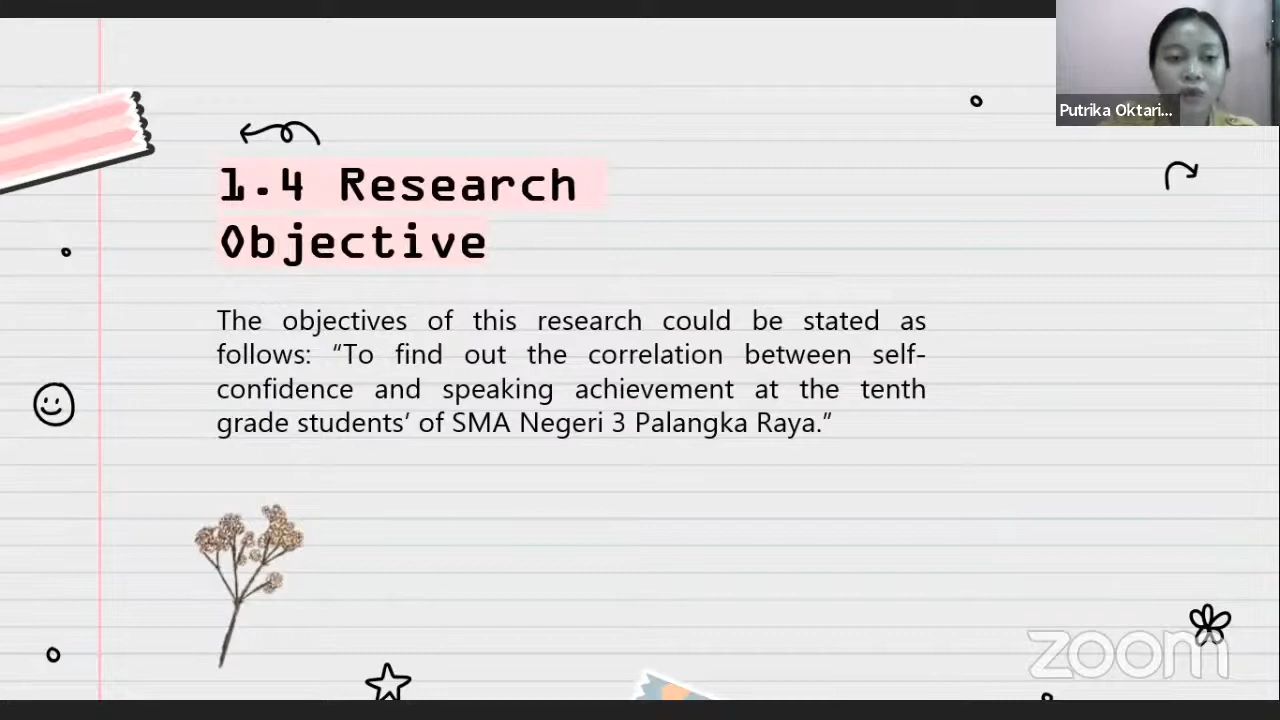 Putrika Oktari...
1.4 Research
Objective
The objectives of this research could be stated as
follows: “To find out the correlation between self-
confidence and speaking achievement at the tenth
grade students’ of SMA Negeri 3 Palangka Raya.”
zoom